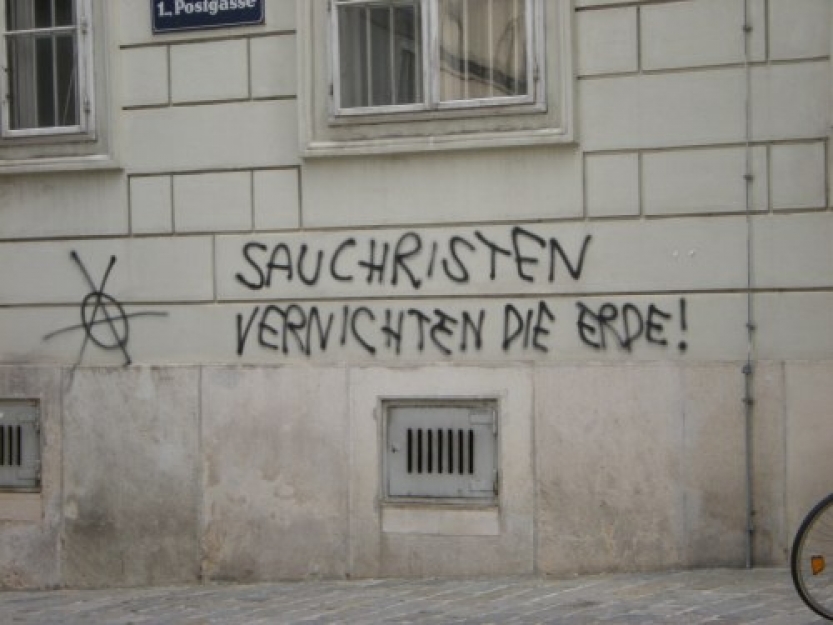 1., Postgasse
SAUCHRISTEN
VERNICHTEN DIE ERDE!